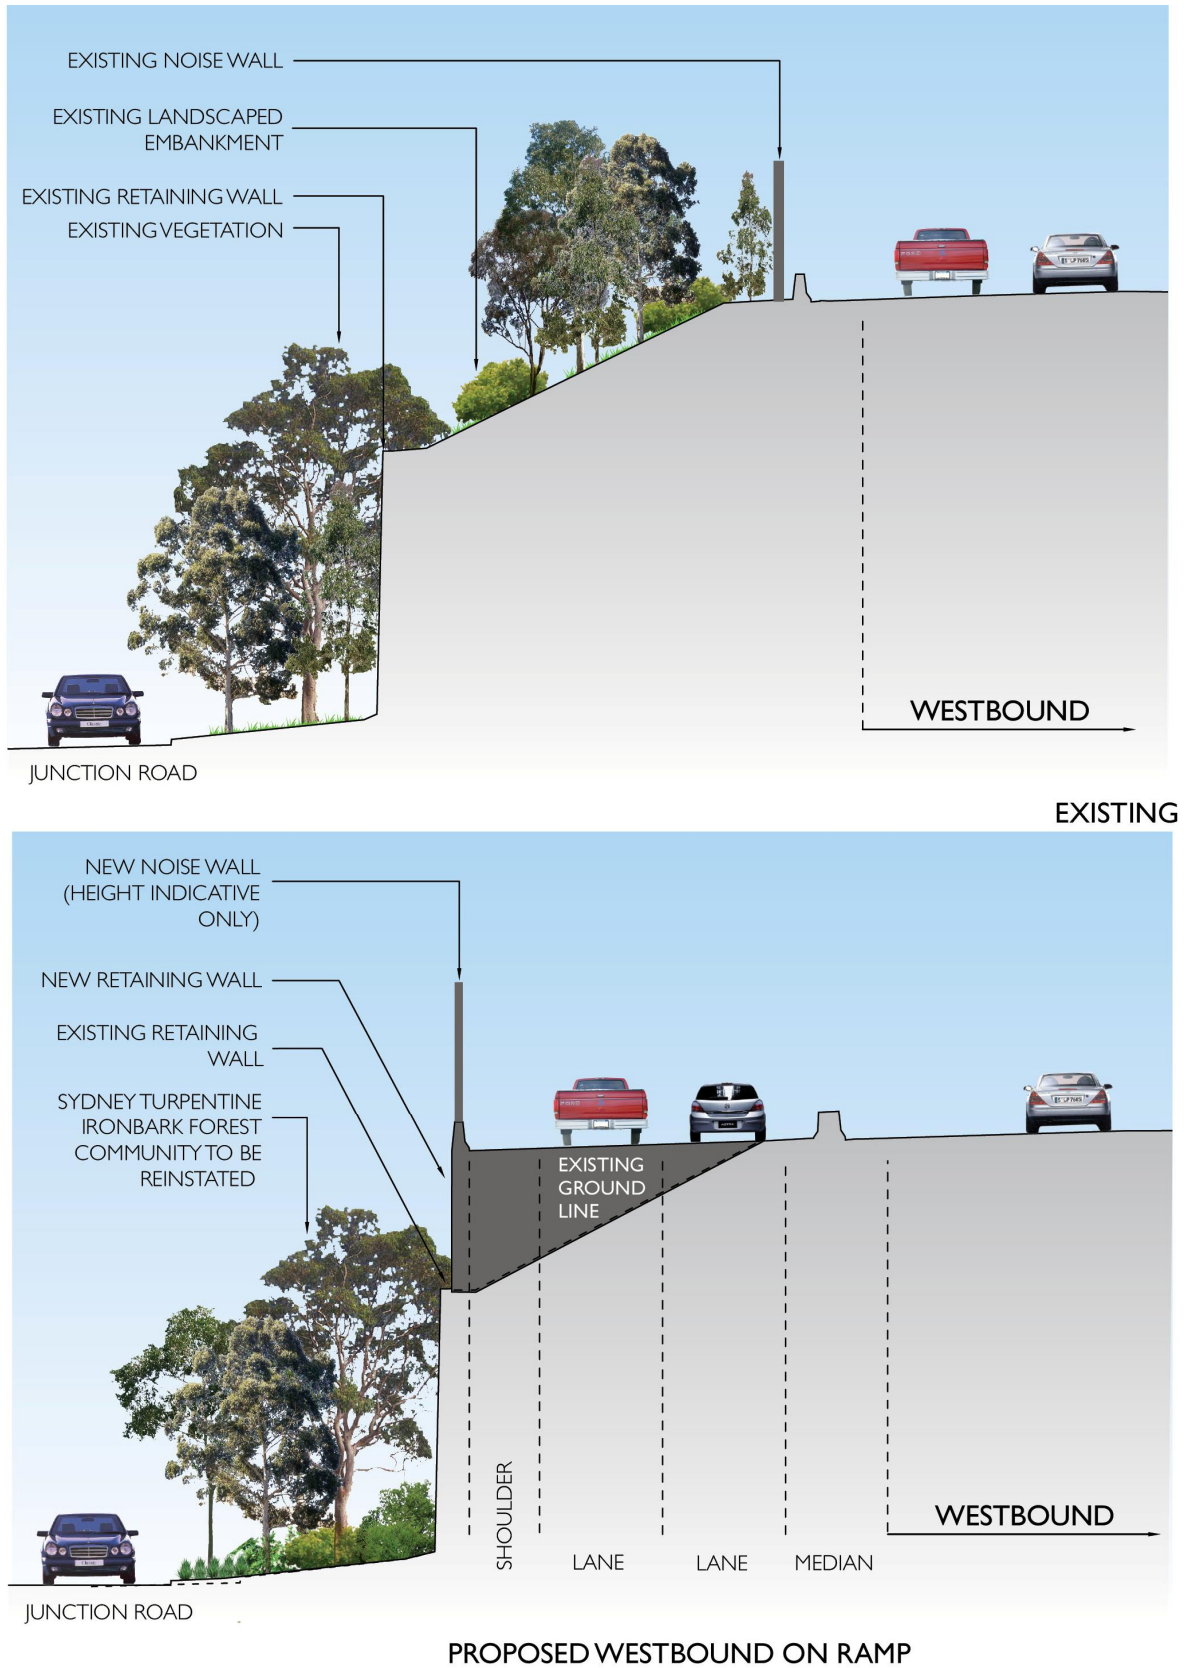 EXISTING NOISE WALL
EXISTING LANDSCAPED
EMBANKMENT
EXISTING RETAINING WALL
EXISTING VEGETATION
WESTBOUND
JUNCTION ROAD
EXISTING
NEW NOISE WALL
(HEIGHT INDICATIVE
ONLY)
NEW RETAINING WALL
EXISTING RETAINING
WALL
SYDNEY TURPENTINE
IRONBARK FOREST
COMMUNITY TO BE
REINSTATED
EXISTING
GROUND
LINE
SHOULDER
LANE
LANE
MEDIAN
WESTBOUND
JUNCTION ROAD
PROPOSED WESTBOUND ON RAMP